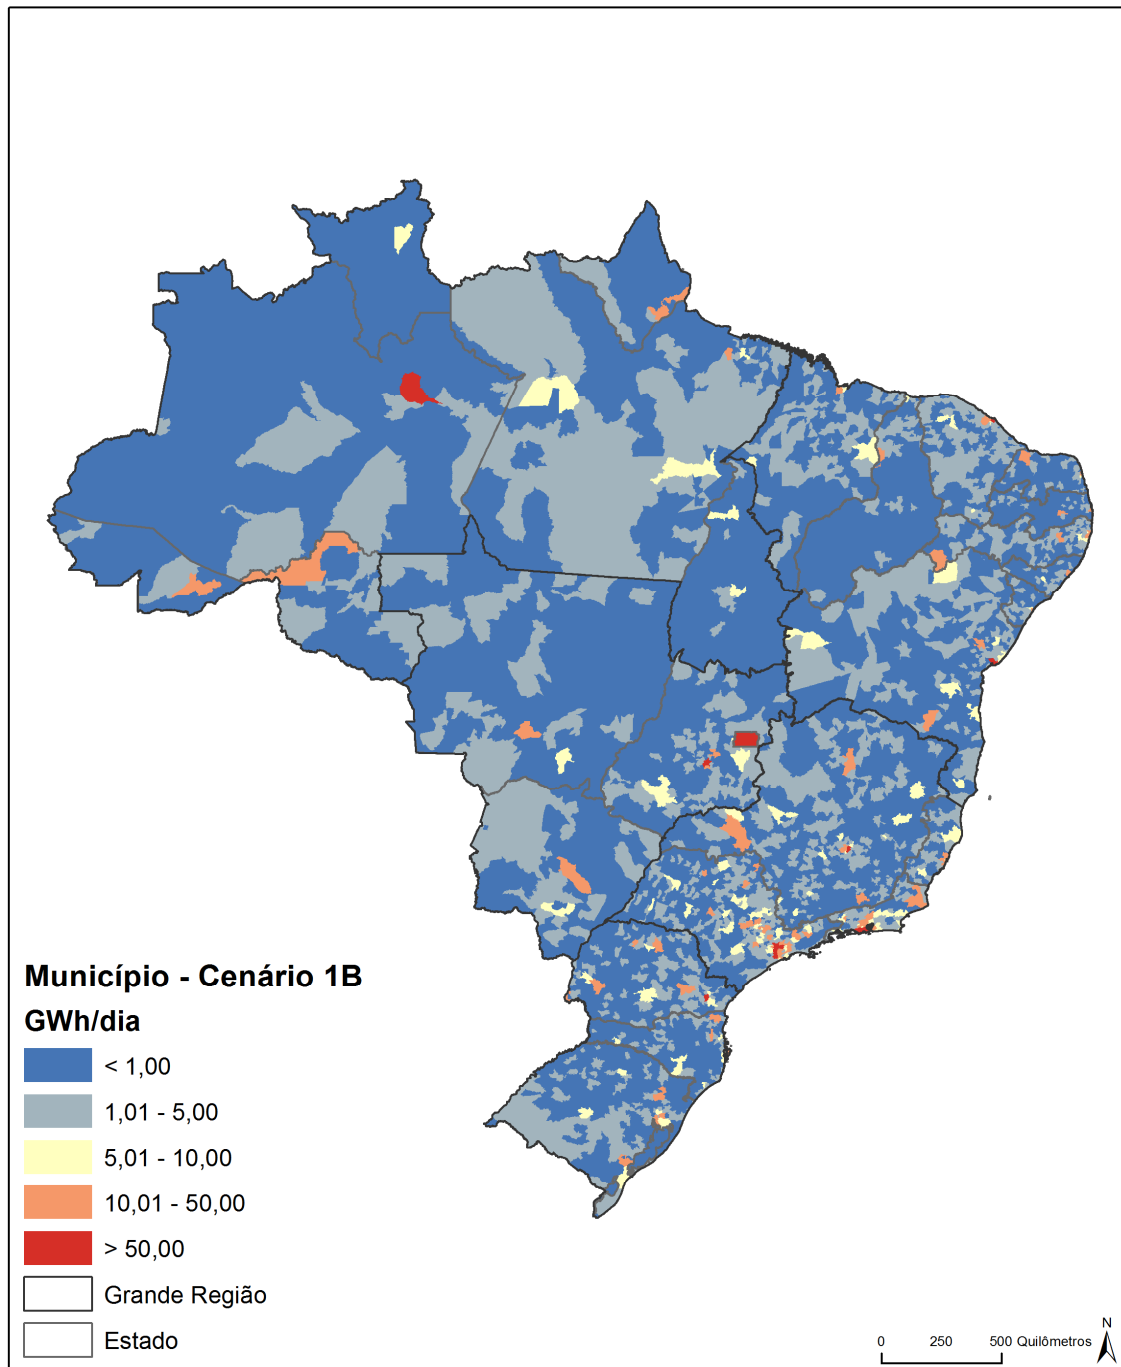 Município - Cenário 1B
GWh/dia
< 1,00
1,01 - 5,00
5,01 - 10,00
10,01 - 50,00
> 50,00
Grande Região
Estado
0 250 500 Quilômetros
N